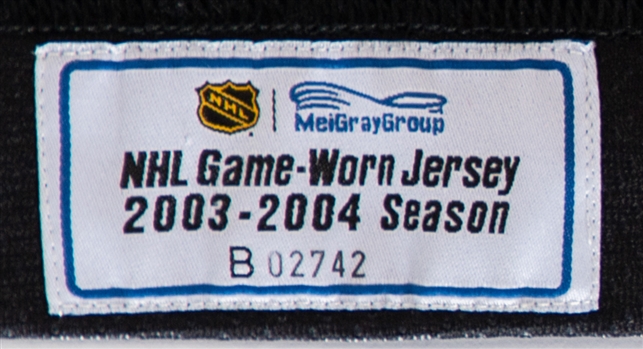 NHL MeiGrayGroup
NHL Game-Worn Jersey
2003-2004 Season
B 02742